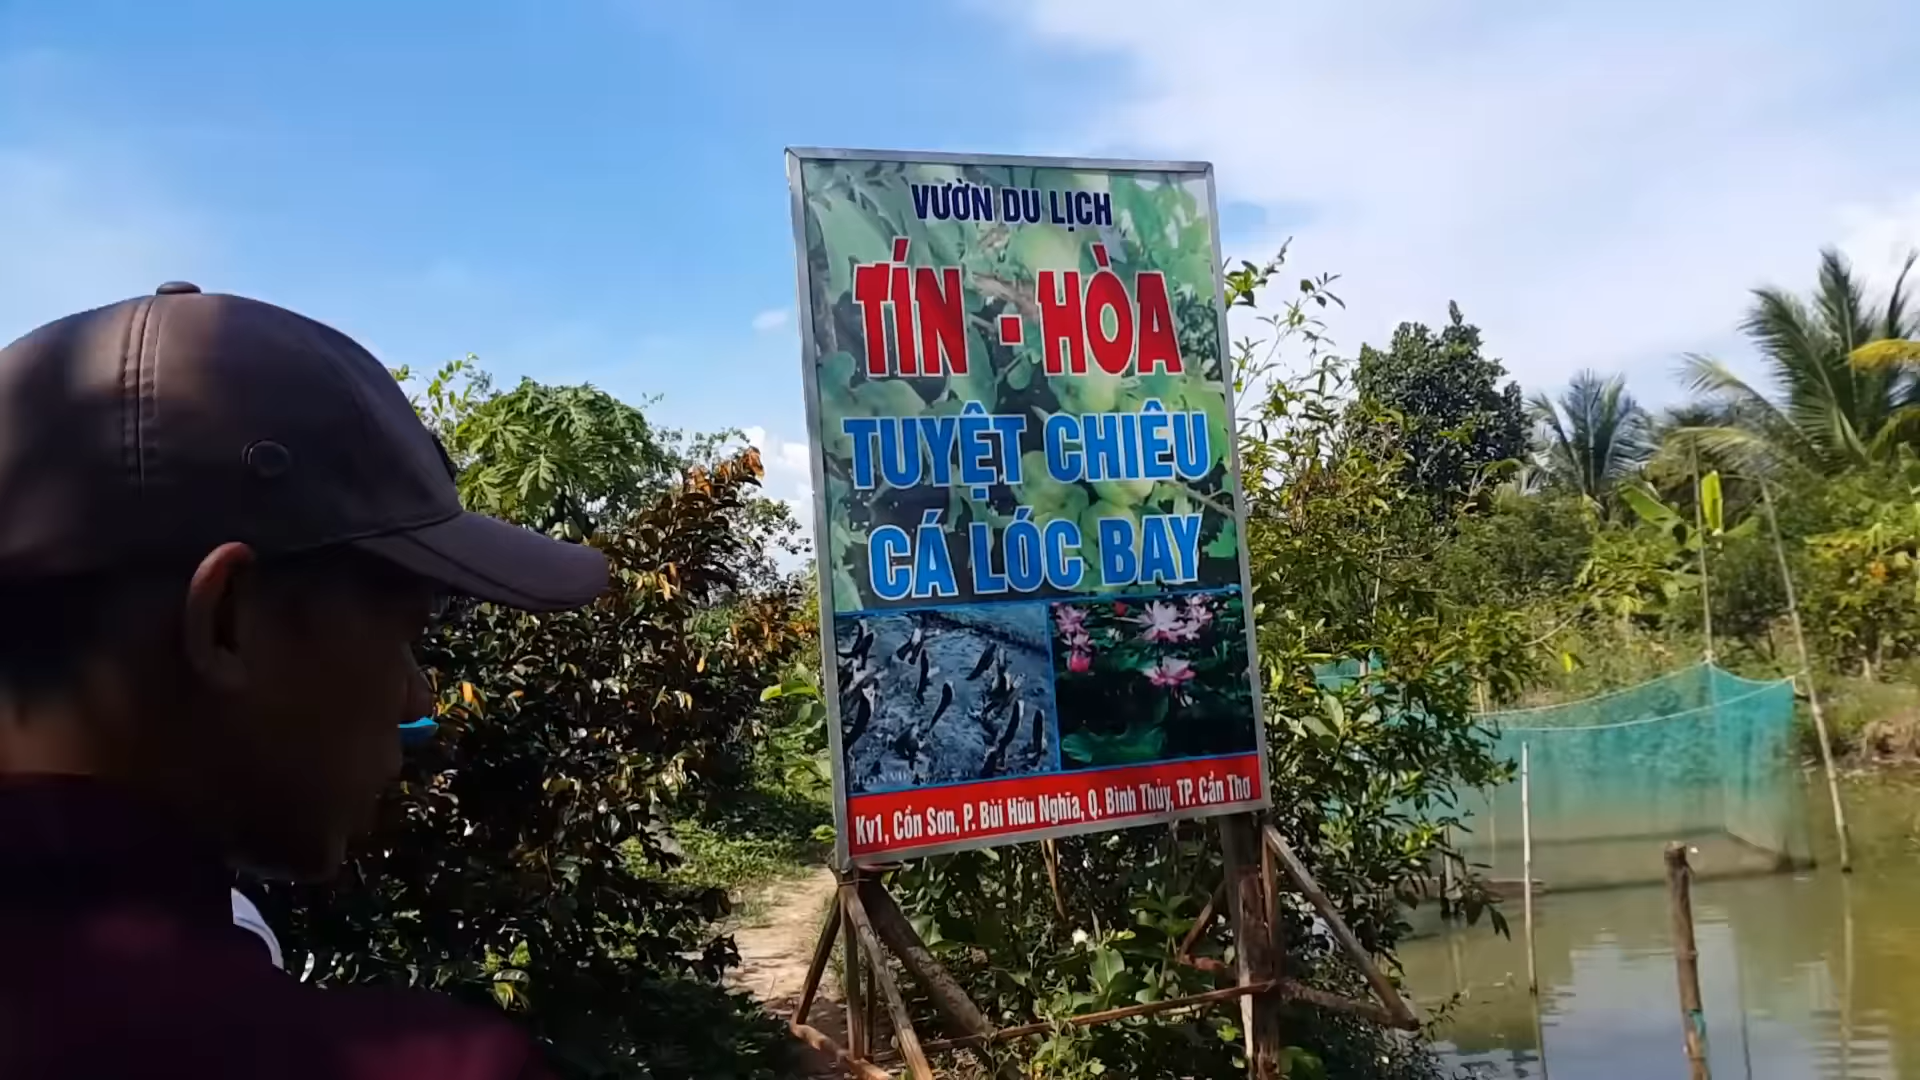 VƯỜN DU LỊCH
TÍN - HÒA
TUYỆT CHIÊU
CÁ LÓC BAY
Kv1, Cồn Sơn, P. Bùi Hữu Nghĩa, Q. Bình Thủy, TP. Cần Thơ